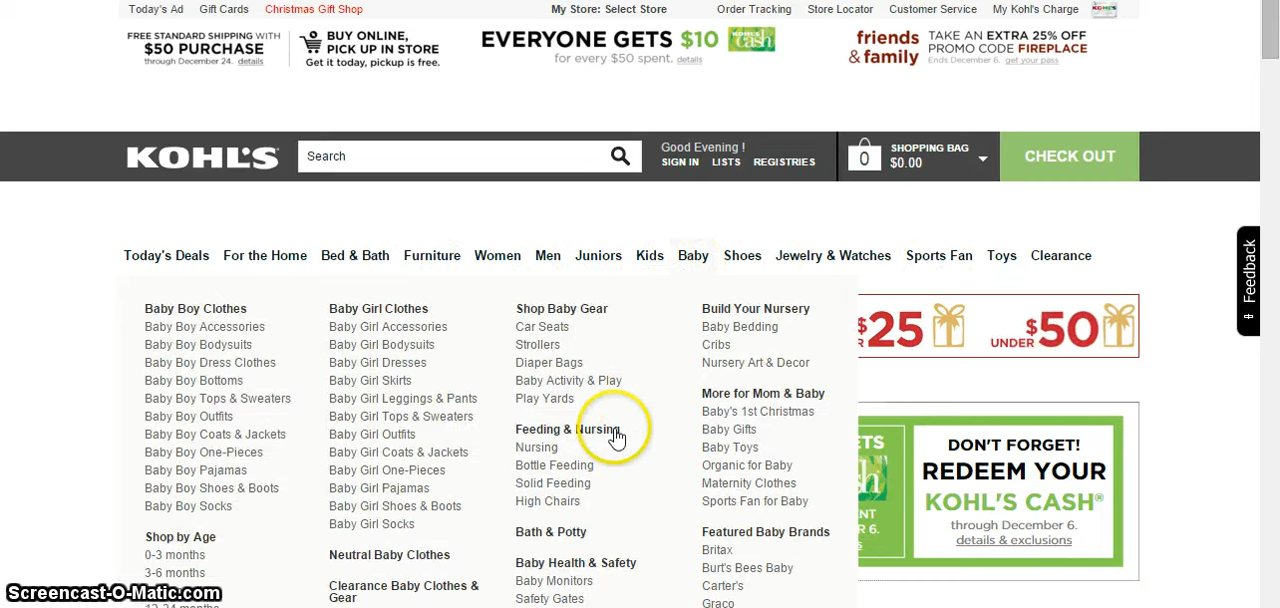 Today's Ad Gift Cards Christmas Gift Shop My Store: Select Store Order Tracking Store Locator Customer Service My Kohl's Charge KOHL'S
FREE STANDARD SHIPPING WITH
$50 PURCHASE
through December 24. details
BUY ONLINE,
PICK UP IN STORE
Get it today, pickup is free.
EVERYONE GETS $10 KOHL'S cash
for every $50 spent. details
friends
& family
TAKE AN EXTRA 25% OFF
PROMO CODE FIREPLACE
Ends December 6. get your pass
KOHL'S
Search
Good Evening !
SIGN IN LISTS REGISTRIES
0
SHOPPING BAG
$0.00
CHECK OUT
Feedback
Today's Deals For the Home Bed & Bath Furniture Women Men Juniors Kids Baby Shoes Jewelry & Watches Sports Fan Toys Clearance
Baby Boy Clothes
Baby Boy Accessories
Baby Boy Bodysuits
Baby Boy Dress Clothes
Baby Boy Bottoms
Baby Boy Tops & Sweaters
Baby Boy Outfits
Baby Boy Coats & Jackets
Baby Boy One-Pieces
Baby Boy Pajamas
Baby Boy Shoes & Boots
Baby Boy Socks
Shop by Age
0-3 months
3-6 months
12-24 months
Baby Girl Clothes
Baby Girl Accessories
Baby Girl Bodysuits
Baby Girl Dresses
Baby Girl Skirts
Baby Girl Leggings & Pants
Baby Girl Tops & Sweaters
Baby Girl Outfits
Baby Girl Coats & Jackets
Baby Girl One-Pieces
Baby Girl Pajamas
Baby Girl Shoes & Boots
Baby Girl Socks
Neutral Baby Clothes
Clearance Baby Clothes &
Gear
Shop Baby Gear
Car Seats
Strollers
Diaper Bags
Baby Activity & Play
Play Yards
Feeding & Nursing
Nursing
Bottle Feeding
Solid Feeding
High Chairs
Bath & Potty
Baby Health & Safety
Baby Monitors
Safety Gates
Build Your Nursery
Baby Bedding
Cribs
Nursery Art & Decor
More for Mom & Baby
Baby's 1st Christmas
Baby Gifts
Baby Toys
Organic for Baby
Maternity Clothes
Sports Fan for Baby
Featured Baby Brands
Britax
Burt's Bees Baby
Carter's
Graco
$25
UNDER $50
DON'T FORGET!
REDEEM YOUR
KOHL'S CASH®
through December 6.
details & exclusions
Screencast-O-Matic.com